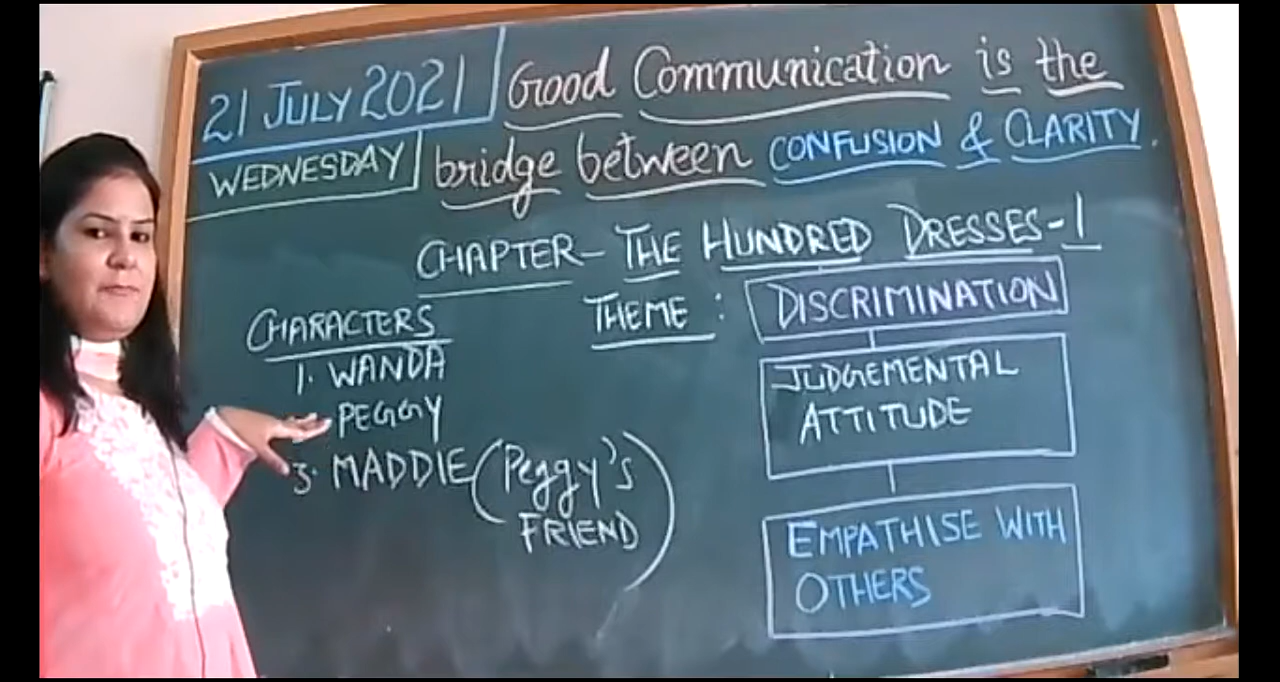 21 JULY 2021
WEDNESDAY
Good Communication is the
bridge between CONFUSION & CLARITY.
CHAPTER - THE HUNDRED DRESSES - 1
CHARACTERS
1. WANDA
PEGGY
3. MADDIE (Peggy's
FRIEND)
THEME :
DISCRIMINATION
JUDGEMENTAL
ATTITUDE
EMPATHISE WITH
OTHERS